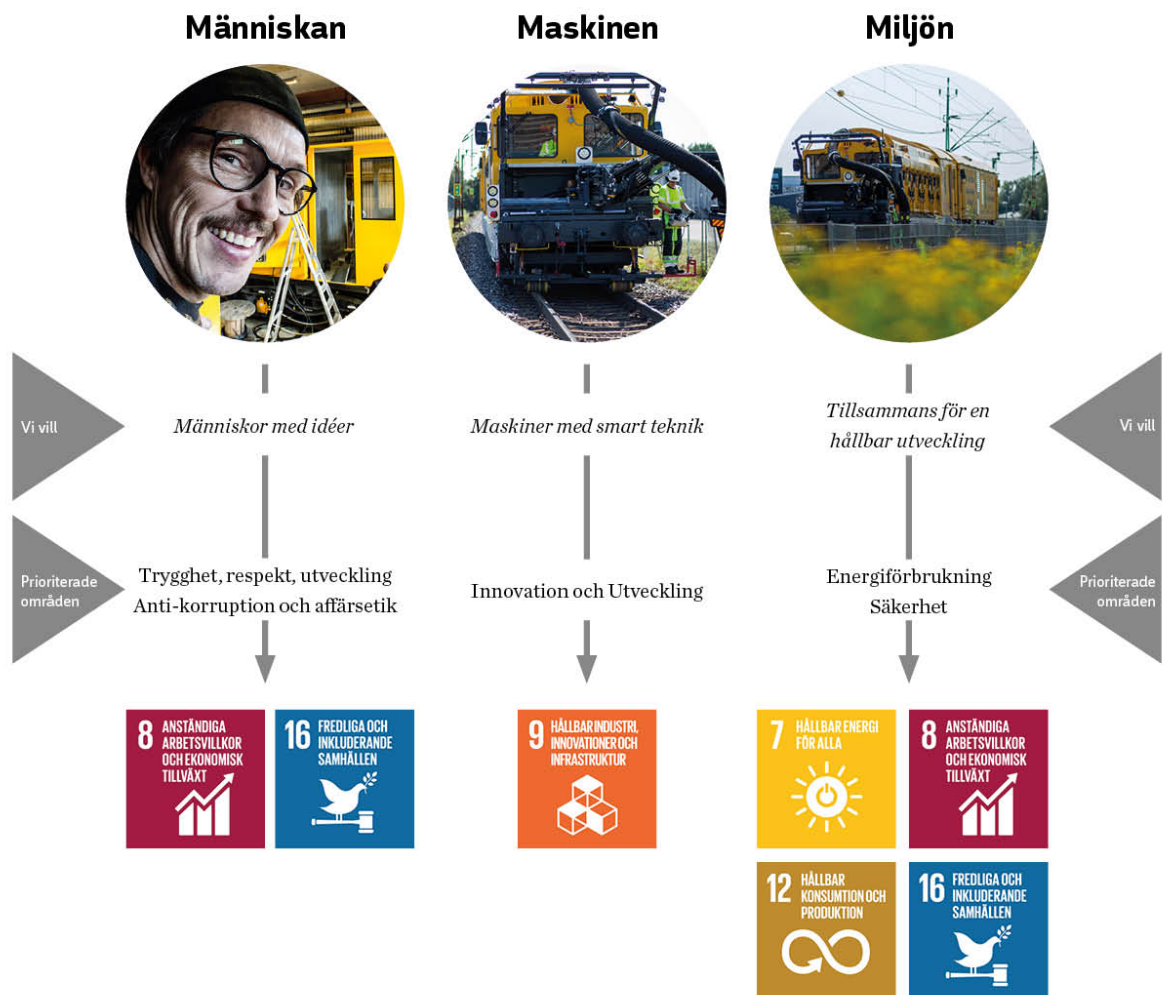 Människan
Maskinen
Miljön
Vi vill
Människor med idéer
Maskiner med smart teknik
Tillsammans för en
hållbar utveckling
Vi vill
Prioriterade
områden
Trygghet, respekt, utveckling
Anti-korruption och affärsetik
Innovation och Utveckling
Energiförbrukning
Säkerhet
Prioriterade
områden
8 ANSTÄNDIGA
ARBETSVILLKOR
OCH EKONOMISK
TILLVÄXT
16 FREDLIGA OCH
INKLUDERANDE
SAMHÄLLEN
9 HÅLLBAR INDUSTRI,
INNOVATIONER OCH
INFRASTRUKTUR
7 HÅLLBAR ENERGI
FÖR ALLA
8 ANSTÄNDIGA
ARBETSVILLKOR
OCH EKONOMISK
TILLVÄXT
12 HÅLLBAR
KONSUMTION OCH
PRODUKTION
16 FREDLIGA OCH
INKLUDERANDE
SAMHÄLLEN